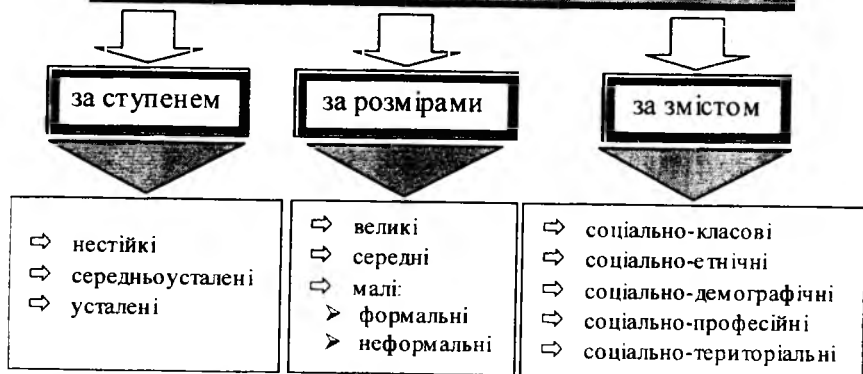 за ступенем
за розмірами
за змістом
нестійкі
середньоусталені
усталені
великі
середні
малі:
формальні
неформальні
соціально-класові
соціально-етнічні
соціально-демографічні
соціально-професійні
соціально-територіальні